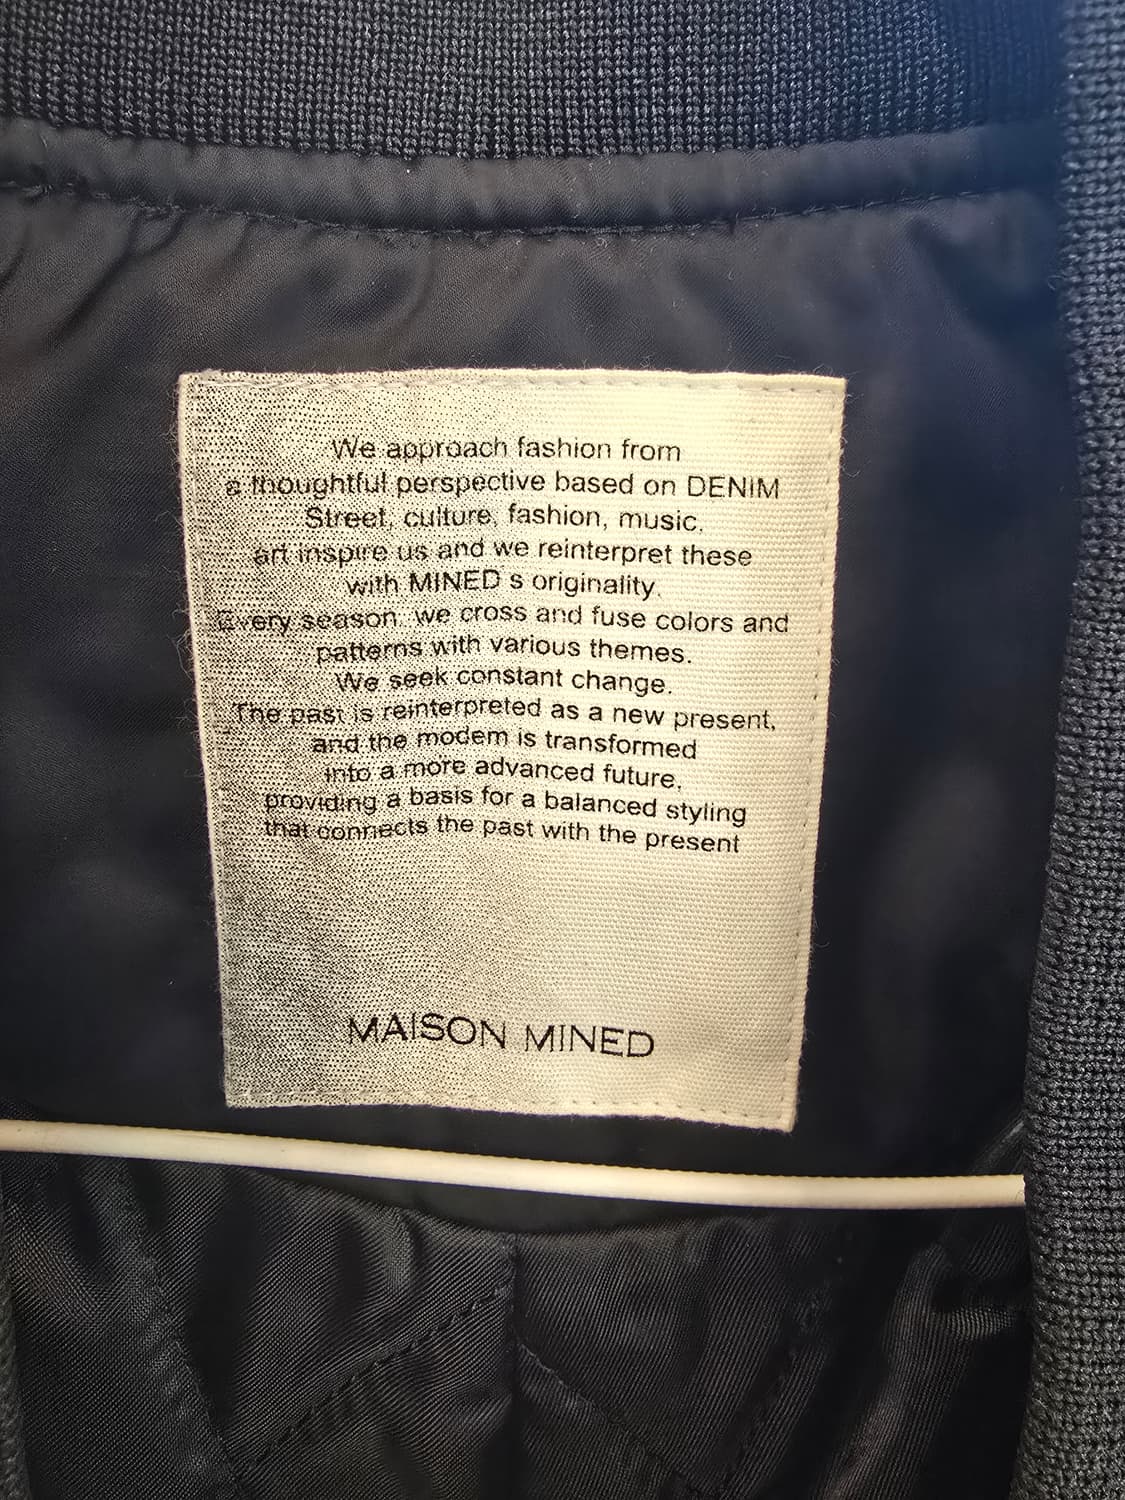 We approach fashion from
a thoughtful perspective based on DENIM
Street, culture, fashion, music,
art inspire us and we reinterpret these
with MINED s originality.
Every season, we cross and fuse colors and
patterns with various themes.
We seek constant change.
The past is reinterpreted as a new present,
and the modem is transformed
into a more advanced future,
providing a basis for a balanced styling
that connects the past with the present
MAISON MINED